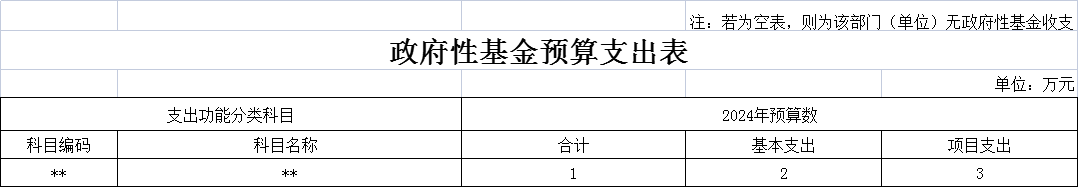 注：若为空表，则为该部门（单位）无政府性基金收支
政府性基金预算支出表
单位：万元
支出功能分类科目 2024年预算数
科目编码 科目名称 合计 基本支出 项目支出
** ** 1 2 3